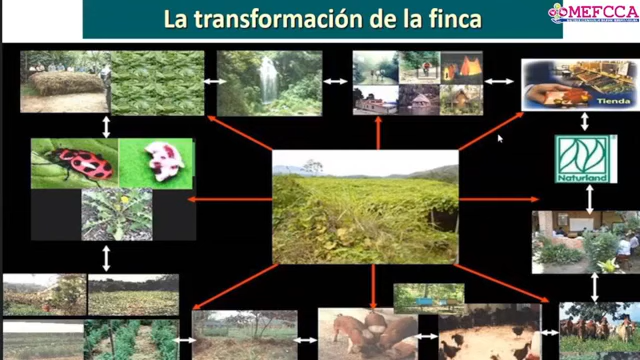 La transformación de la finca
MEFCCA
Tienda
Naturland